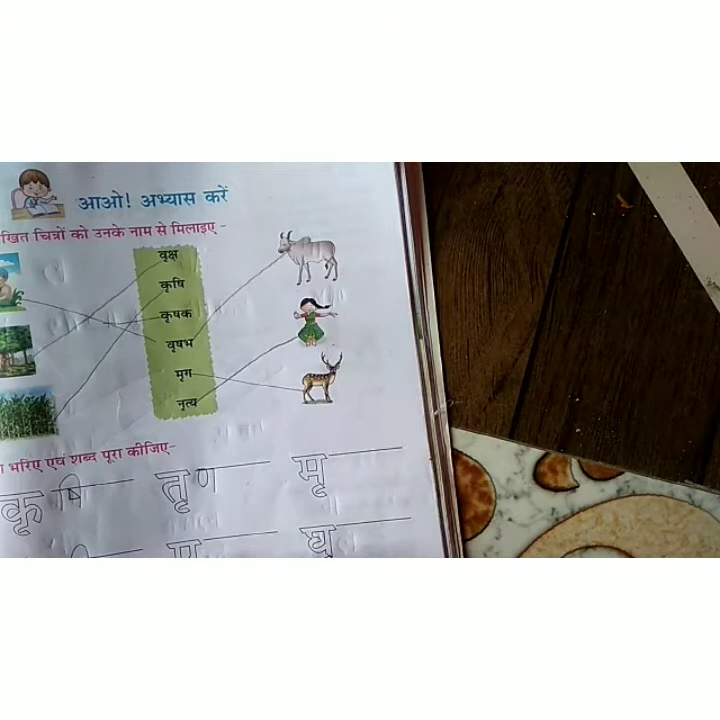 आओ! अभ्यास करें
खित चित्रों को उनके नाम से मिलाइए -
वृक्ष
कृषि
कृषक
वृषभ
मृग
नृत्य
भरिए एवं शब्द पूरा कीजिए-
कृषि तृण मृ